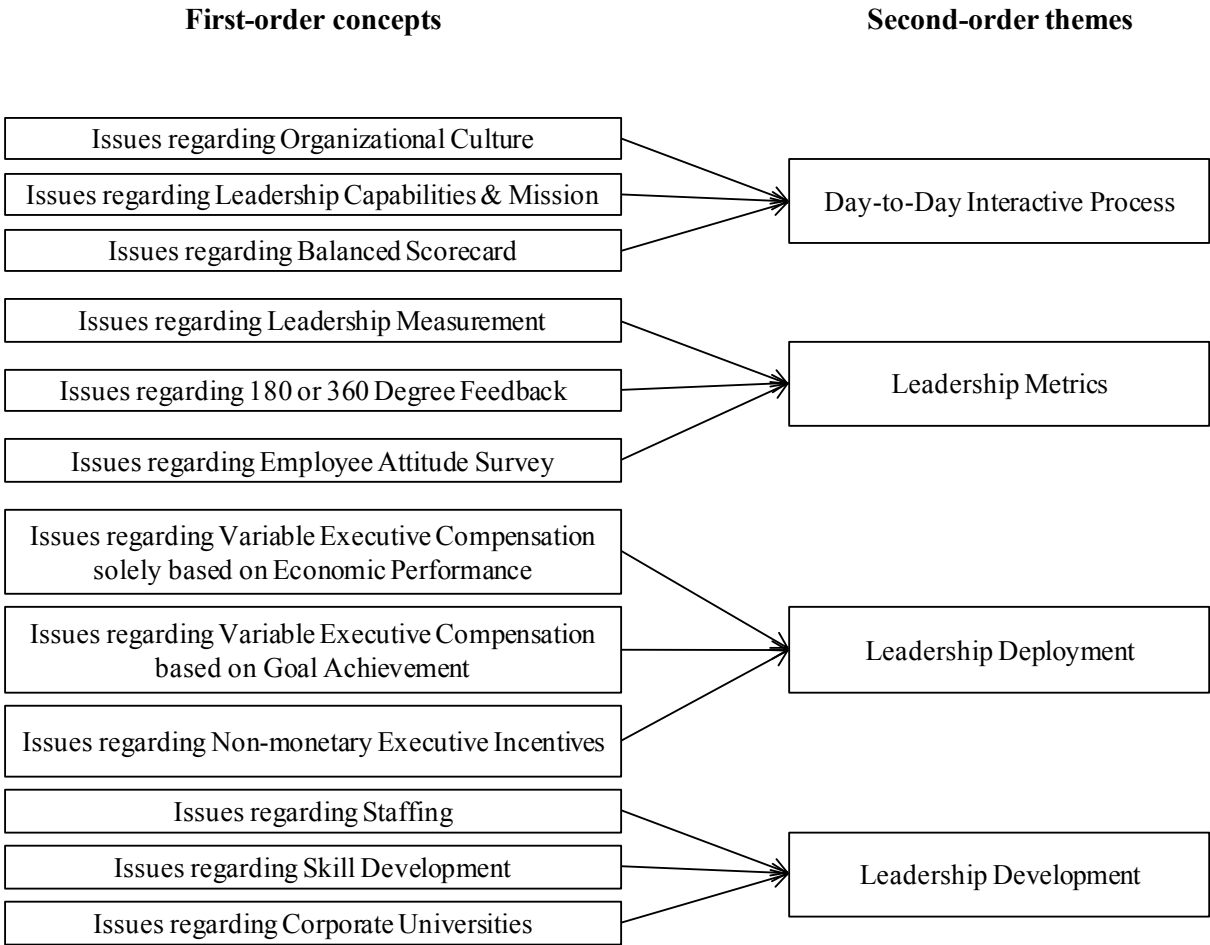 First-order concepts
Second-order themes
Issues regarding Organizational Culture
Issues regarding Leadership Capabilities & Mission
Issues regarding Balanced Scorecard
Day-to-Day Interactive Process
Issues regarding Leadership Measurement
Issues regarding 180 or 360 Degree Feedback
Issues regarding Employee Attitude Survey
Leadership Metrics
Issues regarding Variable Executive Compensation
solely based on Economic Performance
Issues regarding Variable Executive Compensation
based on Goal Achievement
Issues regarding Non-monetary Executive Incentives
Leadership Deployment
Issues regarding Staffing
Issues regarding Skill Development
Issues regarding Corporate Universities
Leadership Development